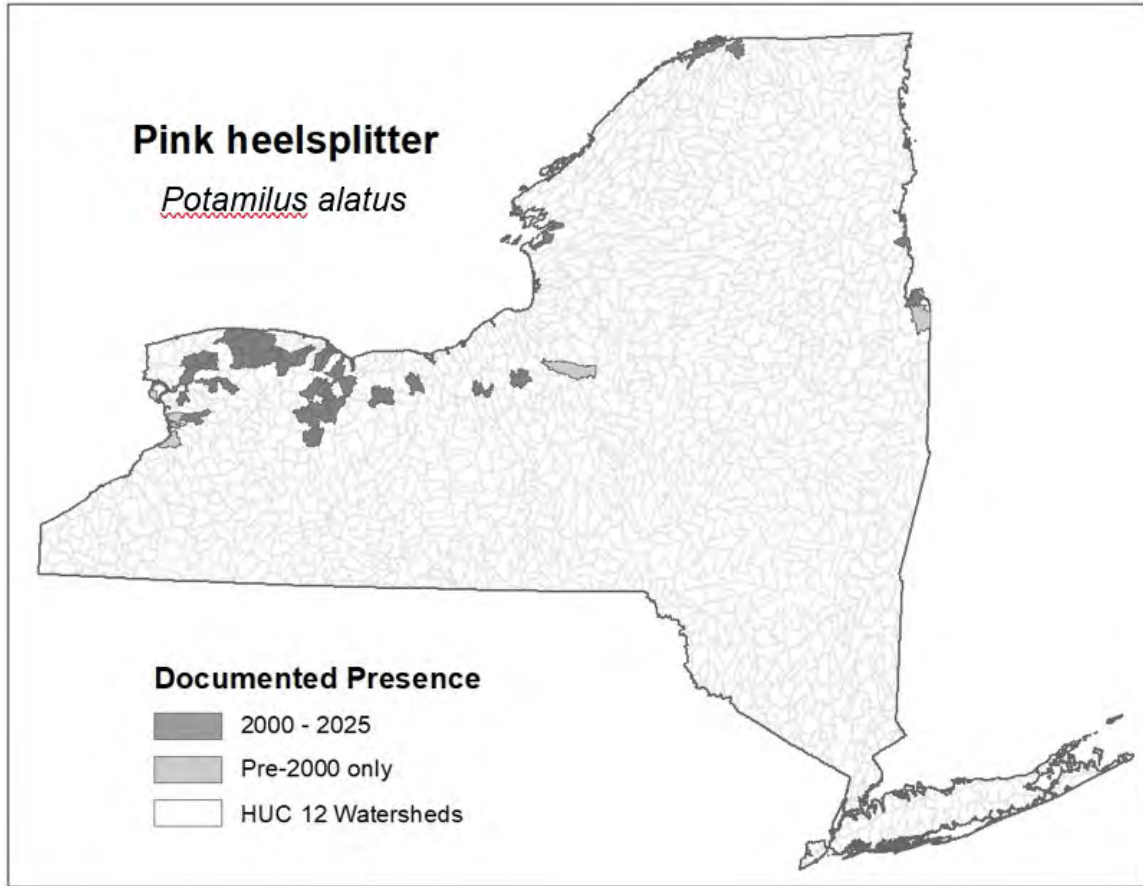 Pink heelsplitter
Potamilus alatus
Documented Presence
2000 - 2025
Pre-2000 only
HUC 12 Watersheds